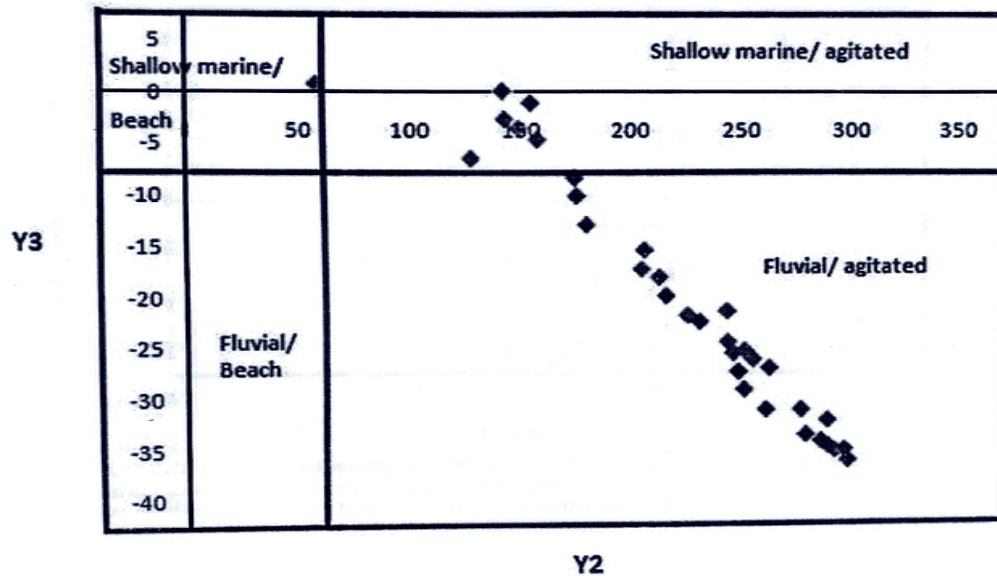 5
Shallow marine/ agitated
Shallow marine/
0
Beach
50 100 150 200 250 300 350
-5
-10
Y3
-15
Fluvial/ agitated
-20
-25
Fluvial/
Beach
-30
-35
-40
Y2